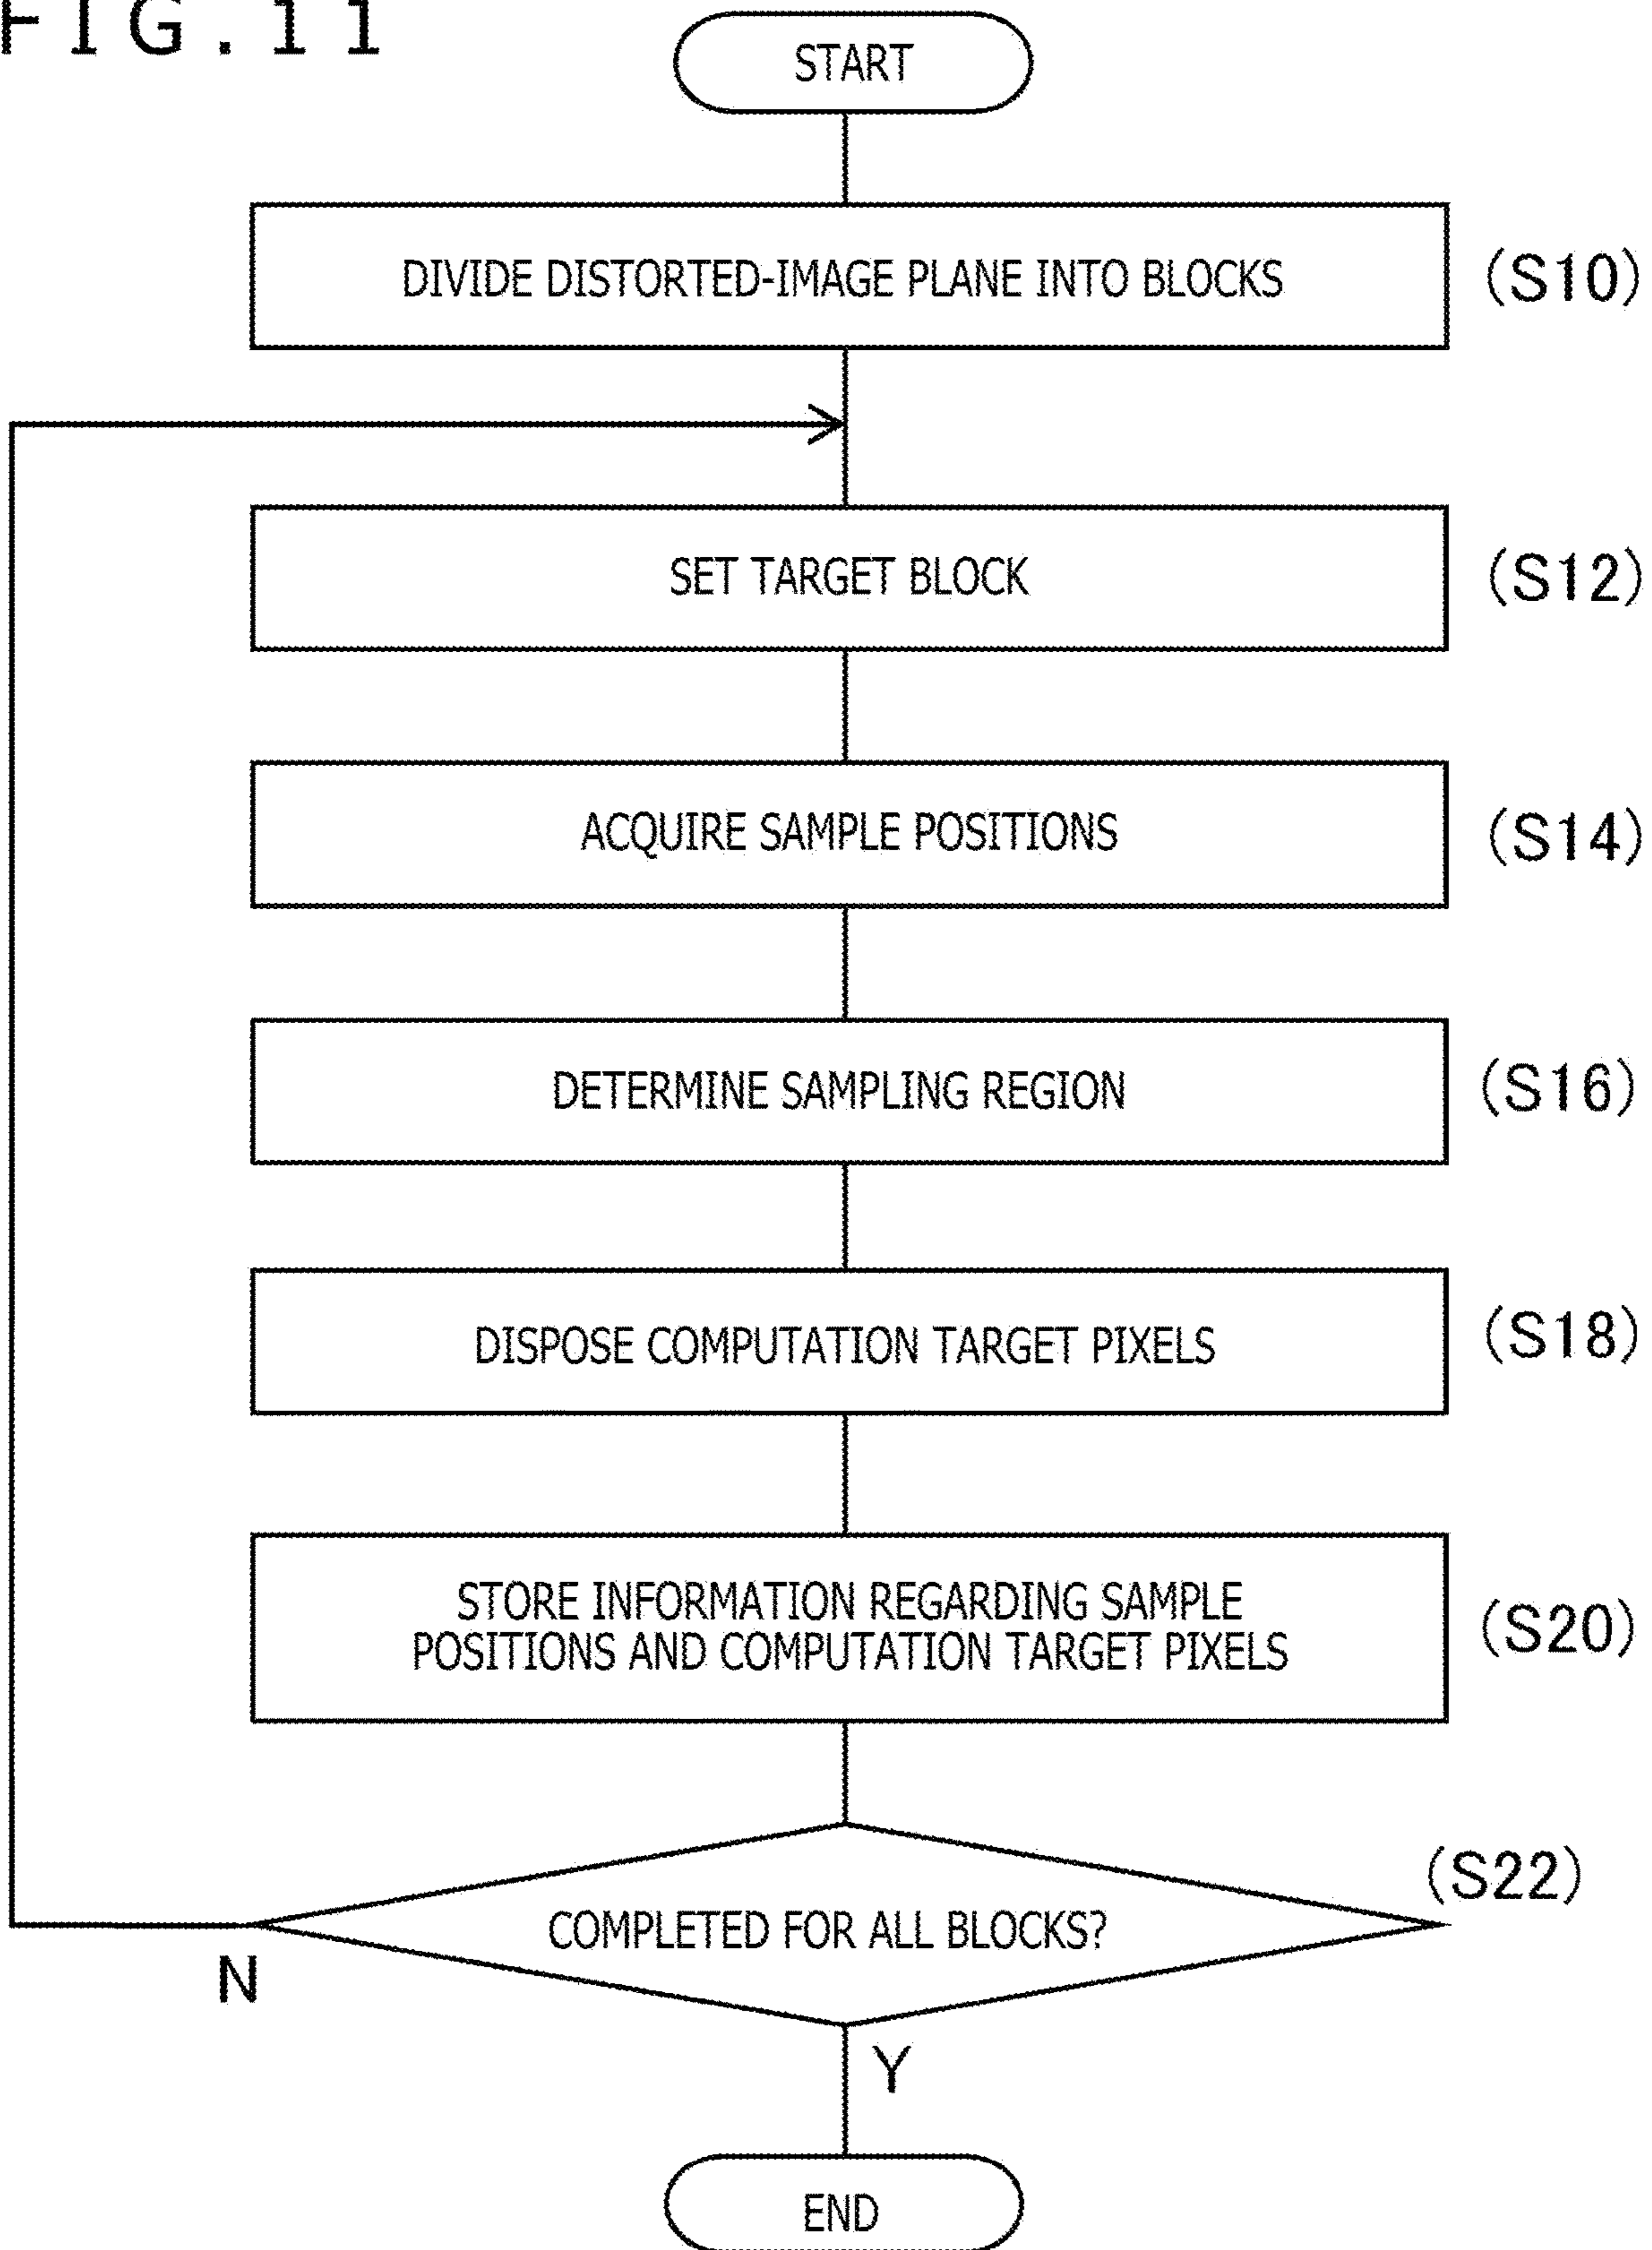 FIG.11
START
DIVIDE DISTORTED-IMAGE PLANE INTO BLOCKS
(S10)
SET TARGET BLOCK
(S12)
ACQUIRE SAMPLE POSITIONS
(S14)
DETERMINE SAMPLING REGION
(S16)
DISPOSE COMPUTATION TARGET PIXELS
(S18)
STORE INFORMATION REGARDING SAMPLE
POSITIONS AND COMPUTATION TARGET PIXELS
(S20)
COMPLETED FOR ALL BLOCKS?
(S22)
N
Y
END